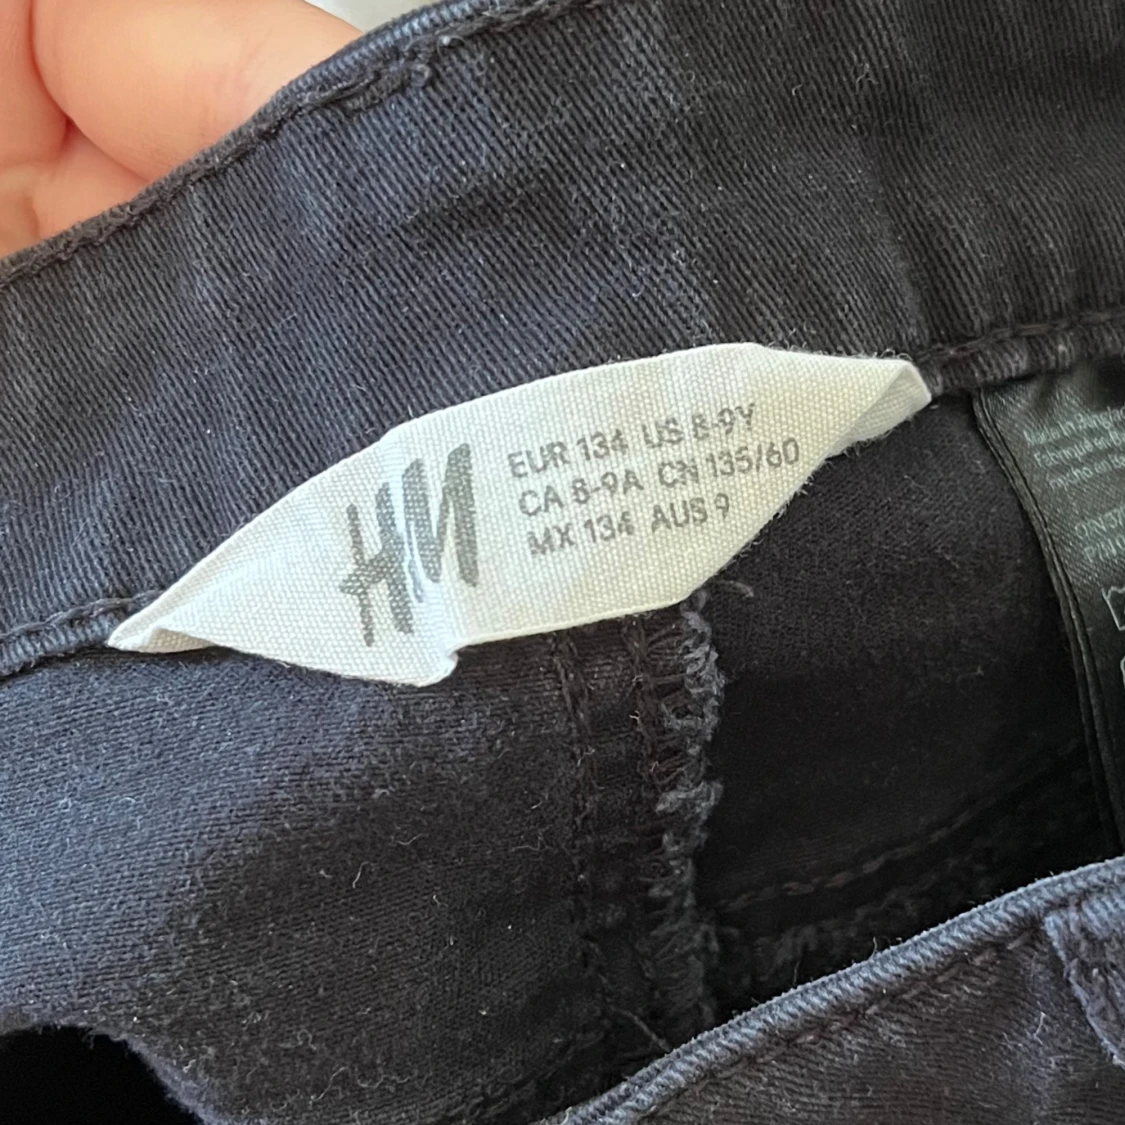 H&M
EUR 134 US 8-9Y
CA 8-9A CN 135/60
MX 134 AUS 9